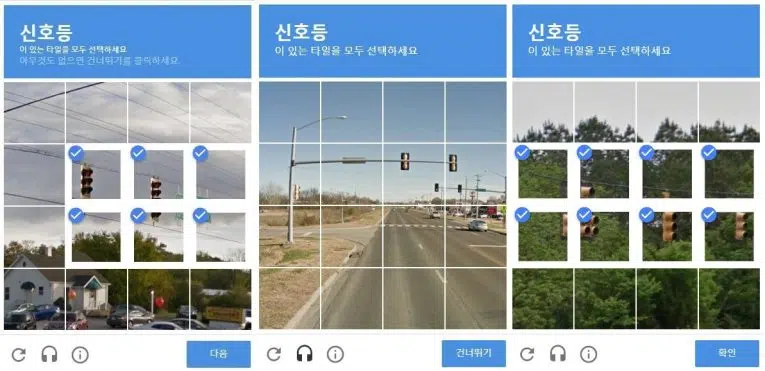 신호등
이 있는 타일을 모두 선택하세요
아무것도 없으면 건너뛰기를 클릭하세요.
다음
신호등
이 있는 타일을 모두 선택하세요
건너뛰기
신호등
이 있는 타일을 모두 선택하세요
확인